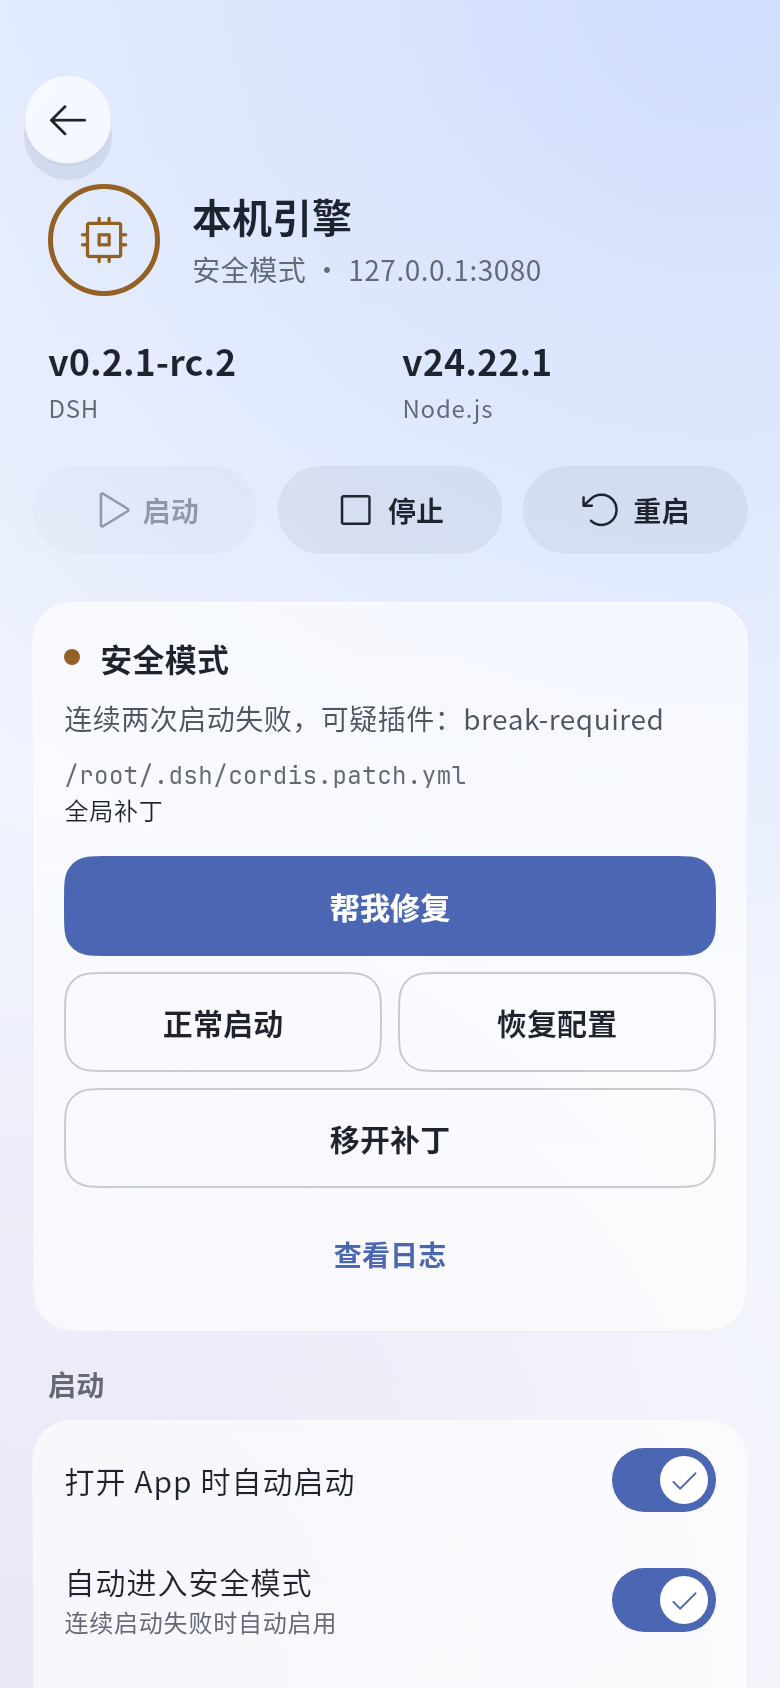 本机引擎
安全模式 • 127.0.0.1:3080
v0.2.1-rc.2
v24.22.1
DSH
Node.js
启动
停止
重启
安全模式
连续两次启动失败，可疑插件：break-required
/root/.dsh/cordis.patch.yml
全局补丁
帮我修复
正常启动
恢复配置
移开补丁
查看日志
启动
打开 App 时自动启动
自动进入安全模式
连续启动失败时自动启用